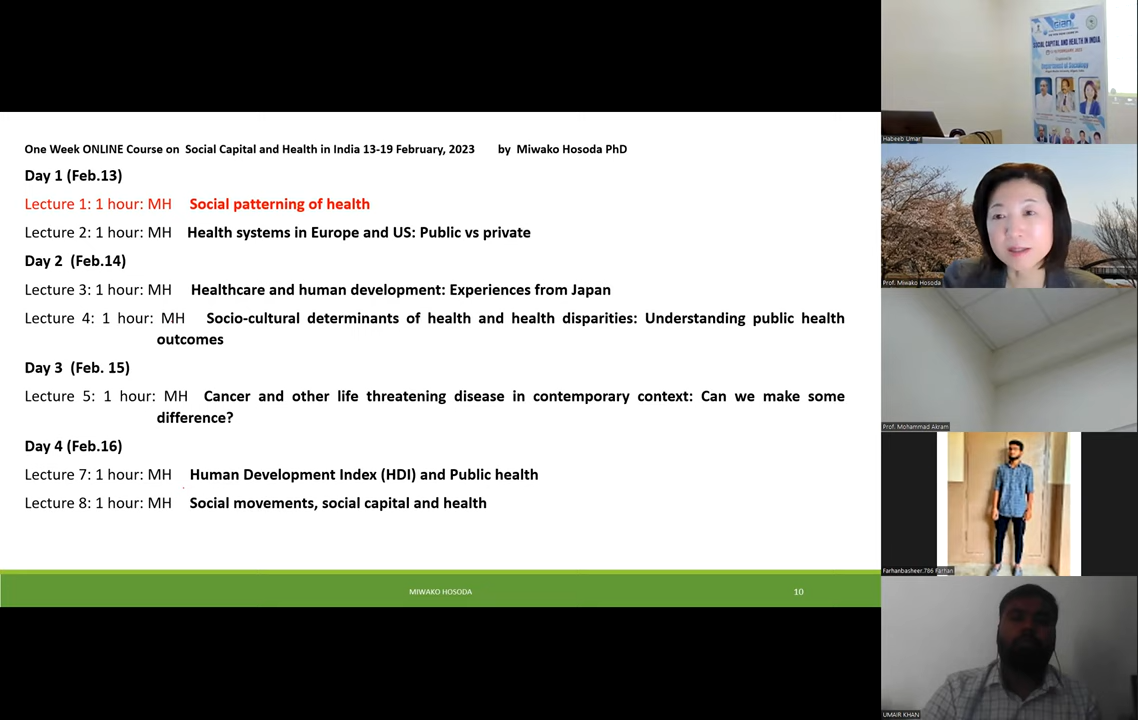 One Week ONLINE Course on Social Capital and Health in India 13-19 February, 2023 by Miwako Hosoda PhD
Day 1 (Feb.13)
Lecture 1: 1 hour: MH Social patterning of health
Lecture 2: 1 hour: MH Health systems in Europe and US: Public vs private
Day 2 (Feb.14)
Lecture 3: 1 hour: MH Healthcare and human development: Experiences from Japan
Lecture 4: 1 hour: MH Socio-cultural determinants of health and health disparities: Understanding public health
outcomes
Day 3 (Feb. 15)
Lecture 5: 1 hour: MH Cancer and other life threatening disease in contemporary context: Can we make some
difference?
Day 4 (Feb.16)
Lecture 7: 1 hour: MH Human Development Index (HDI) and Public health
Lecture 8: 1 hour: MH Social movements, social capital and health
MIWAKO HOSODA
10
gian
SOCIAL CAPITAL AND HEALTH IN INDIA
Department of Sociology
Habeeb Umar
Prof. Miwako Hosoda
Prof. Mohammad Akram
Farhanbasheer.786 Farhan
UMAIR KHAN